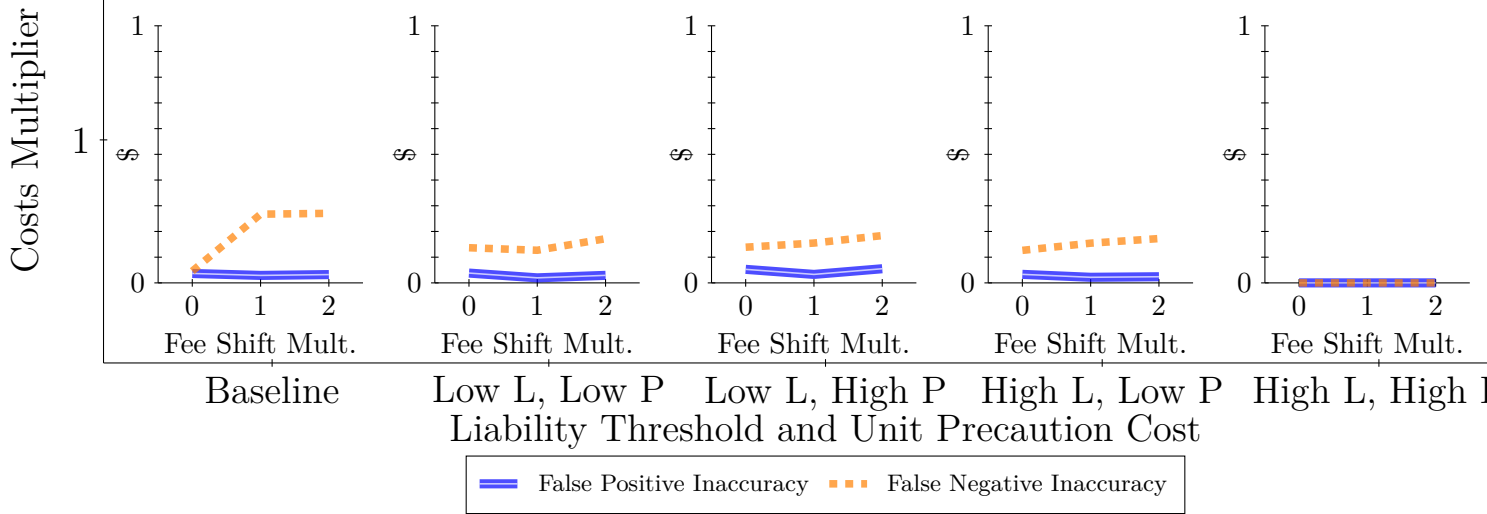 Costs Multiplier
1
1
$
0
0 1 2
Fee Shift Mult.
1
$
0
0 1 2
Fee Shift Mult.
1
$
0
0 1 2
Fee Shift Mult.
1
$
0
0 1 2
Fee Shift Mult.
1
$
0
0 1 2
Fee Shift Mult.
Baseline
Low L, Low P
Low L, High P
High L, Low P
High L, High P
Liability Threshold and Unit Precaution Cost
False Positive Inaccuracy
False Negative Inaccuracy